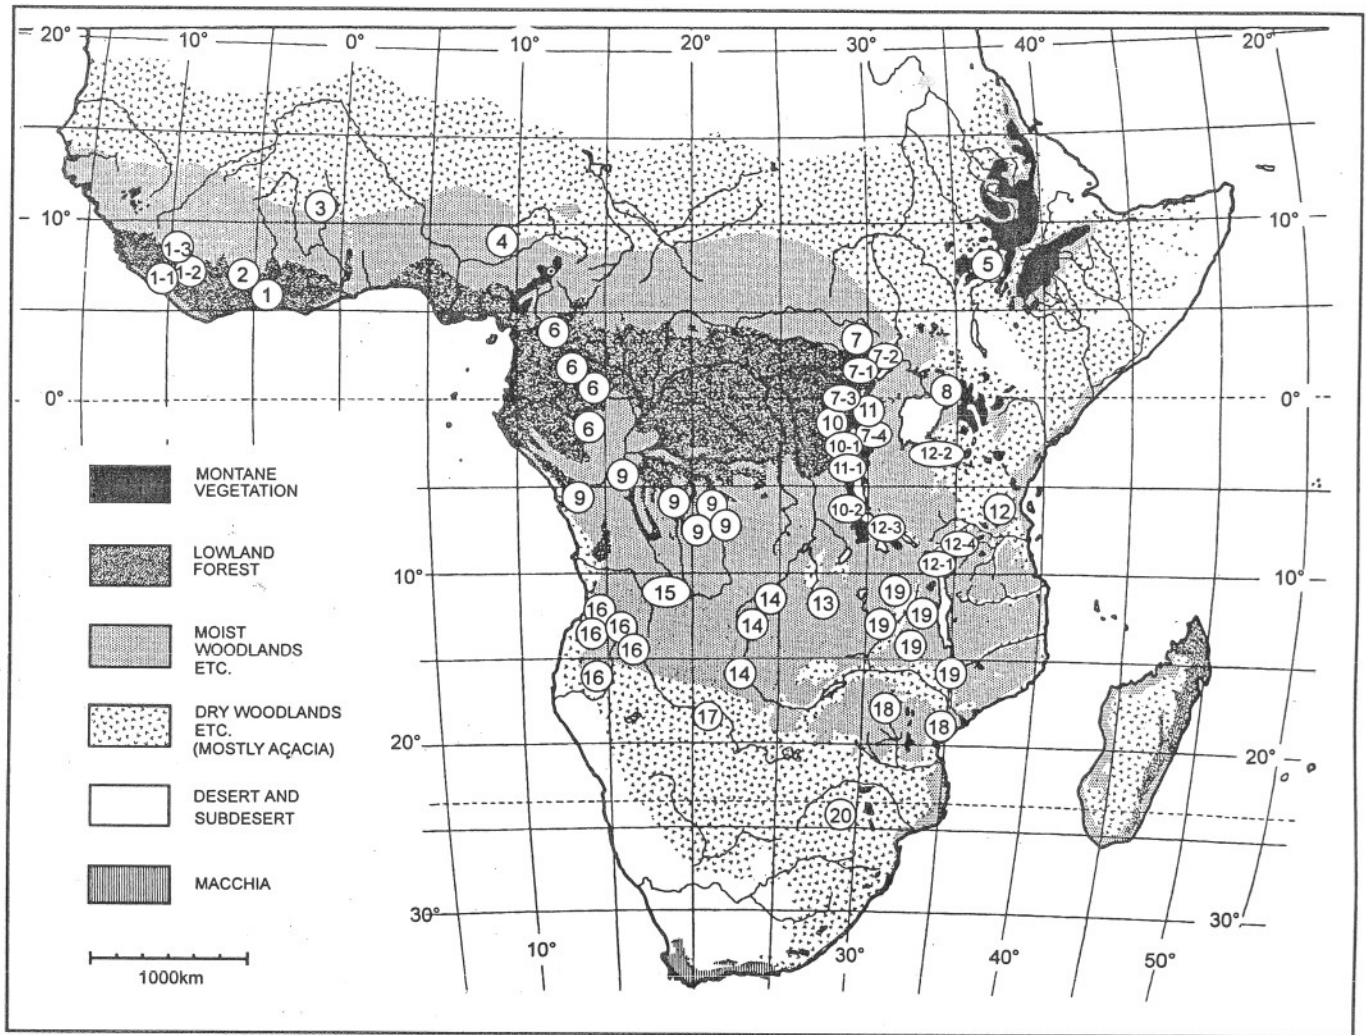 20° 10° 0° 10° 20° 30° 40° 20°
10° 10°
0° 0°
10° 10°
20° 20°
30° 30°
10° 20° 30° 40° 50°
3
1-3 4
1-1 1-2 2 1 5
6 7 7-2
6 7-1
6 7-3 11 8
6 10 7-4
10-1 12-2
9 11-1
9 9 9 10-2 12
9 9 12-3 12-4
12-1
15 14 13 19
16 14 19 19
16 16 19
16
16 14 19
17 18 18
20
MONTANE
VEGETATION
LOWLAND
FOREST
MOIST
WOODLANDS
ETC.
DRY WOODLANDS
ETC.
(MOSTLY AÇACIA)
DESERT AND
SUBDESERT
MACCHIA
1000km